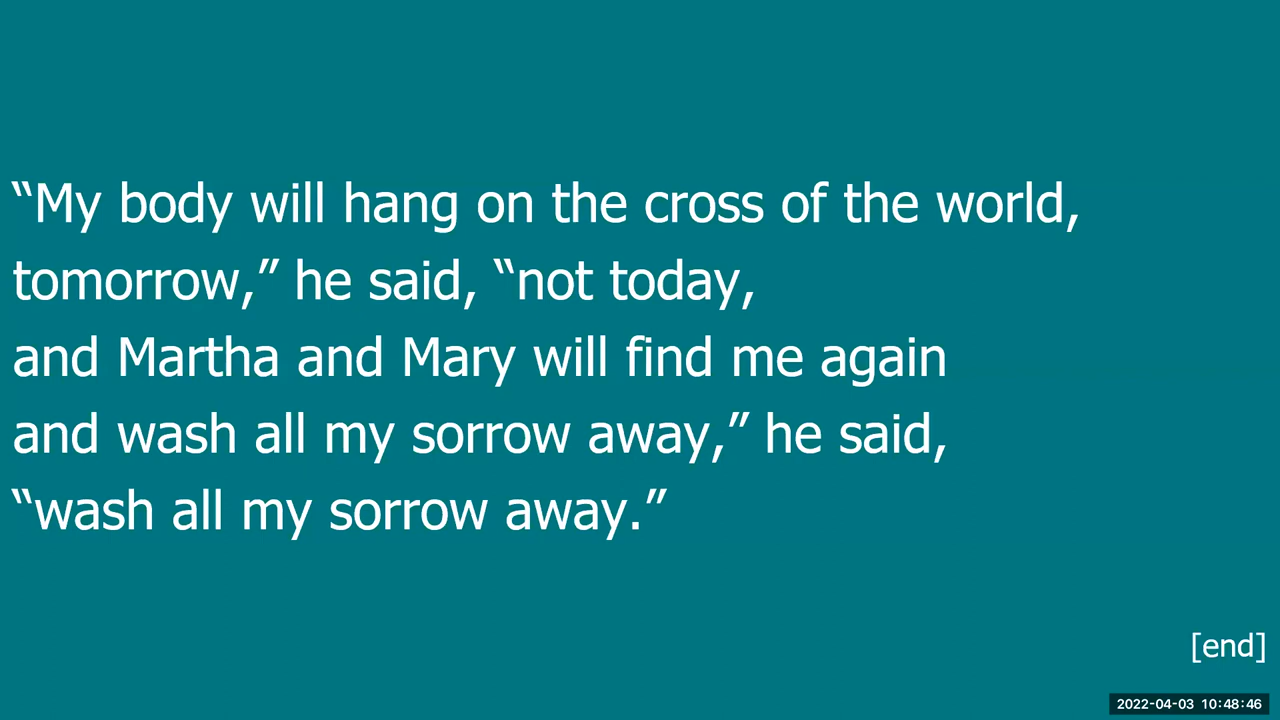 “My body will hang on the cross of the world,
tomorrow,” he said, “not today,
and Martha and Mary will find me again
and wash all my sorrow away,” he said,
“wash all my sorrow away.”
[end]
2022-04-03 10:48:46